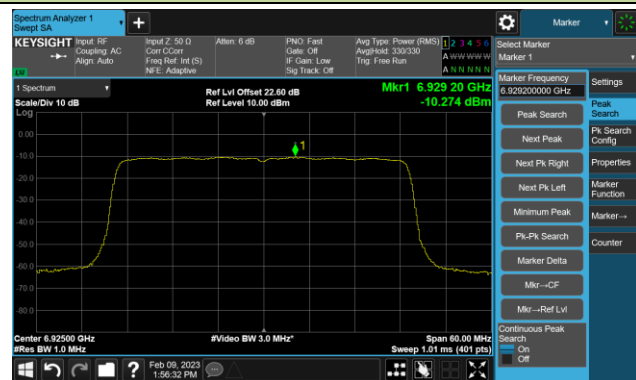 Spectrum Analyzer 1
Swept SA
Marker
KEYSIGHT
Input: RF
Coupling: AC
Align: Auto
Input Z: 50 Ω
Corr CCorr
Freq Ref: Int (S)
NFE: Adaptive
Atten: 6 dB
PNO: Fast
Gate: Off
IF Gain: Low
Sig Track: Off
Avg Type: Power (RMS)
Avg|Hold: 330/330
Trig: Free Run
1 2 3 4 5 6
A W W W W W
A N N N N N
Select Marker
Marker 1
LW
1 Spectrum
Scale/Div 10 dB
Log
Ref Lvl Offset 22.60 dB
Ref Level 10.00 dBm
Mkr1 6.929 20 GHz
-10.274 dBm
0.00
-10.0
-20.0
-30.0
-40.0
-50.0
-60.0
-70.0
-80.0
1
Center 6.92500 GHz
#Res BW 1.0 MHz
#Video BW 3.0 MHz*
Span 60.00 MHz
Sweep 1.01 ms (401 pts)
Marker Frequency
6.929200000 GHz
Peak Search
Next Peak
Next Pk Right
Next Pk Left
Minimum Peak
Pk-Pk Search
Marker Delta
Mkr→CF
Mkr→Ref Lvl
Continuous Peak
Search
On
Off
Settings
Peak
Search
Pk Search
Config
Properties
Marker
Function
Marker→
Counter
Feb 09, 2023
1:56:32 PM